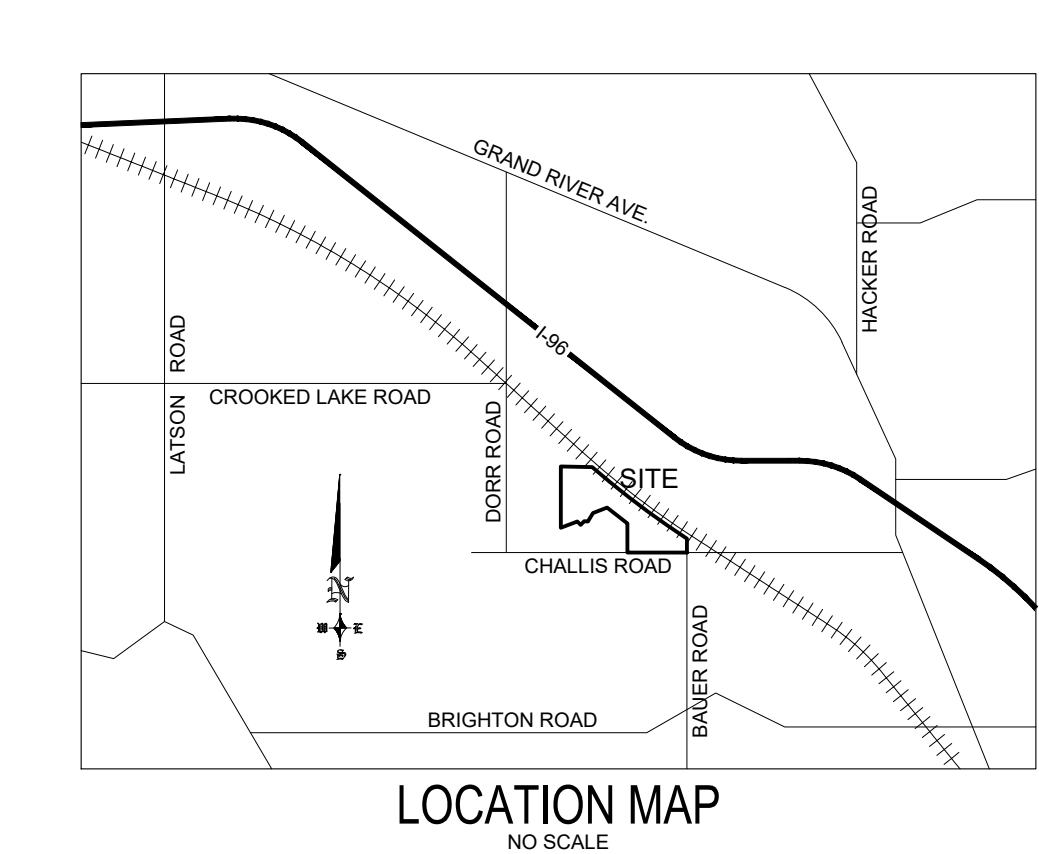 GRAND RIVER AVE.
HACKER ROAD
I-96
LATSON ROAD
CROOKED LAKE ROAD
DORR ROAD
SITE
CHALLIS ROAD
N
W
E
S
BAUER ROAD
BRIGHTON ROAD
LOCATION MAP
NO SCALE